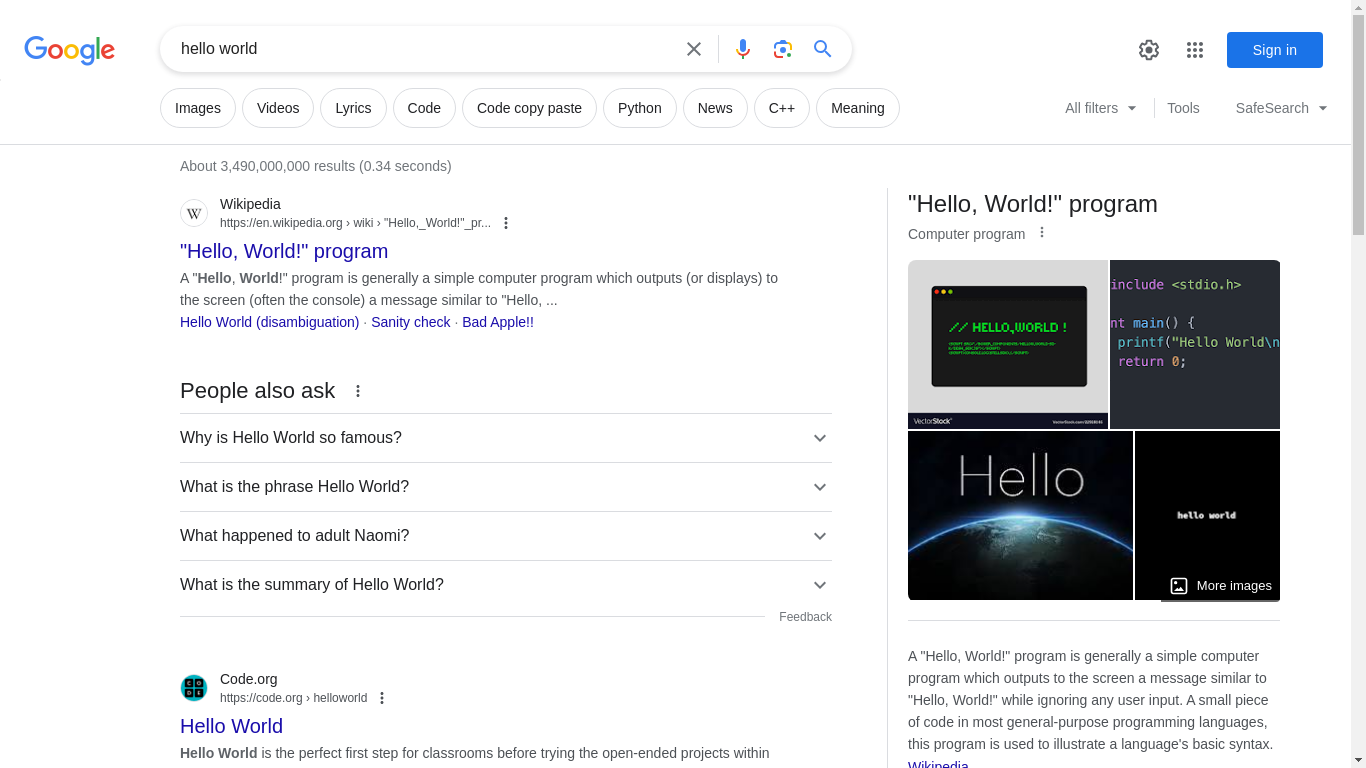 Google
hello world
Sign in
Images
Videos
Lyrics
Code
Code copy paste
Python
News
C++
Meaning
All filters
Tools
SafeSearch
About 3,490,000,000 results (0.34 seconds)
W
Wikipedia
https://en.wikipedia.org › wiki › "Hello,_World!"_pr...
"Hello, World!" program
A "Hello, World!" program is generally a simple computer program which outputs (or displays) to
the screen (often the console) a message similar to "Hello, ...
Hello World (disambiguation) · Sanity check · Bad Apple!!
People also ask
Why is Hello World so famous?
What is the phrase Hello World?
What happened to adult Naomi?
What is the summary of Hello World?
Feedback
CODE
Code.org
https://code.org › helloworld
Hello World
Hello World is the perfect first step for classrooms before trying the open-ended projects within
"Hello, World!" program
Computer program
// HELLO,WORLD !
VectorStock
include <stdio.h>
nt main() {
printf("Hello World\n
return 0;
Hello
hello world
More images
A "Hello, World!" program is generally a simple computer
program which outputs to the screen a message similar to
"Hello, World!" while ignoring any user input. A small piece
of code in most general-purpose programming languages,
this program is used to illustrate a language's basic syntax.
Wikipedia